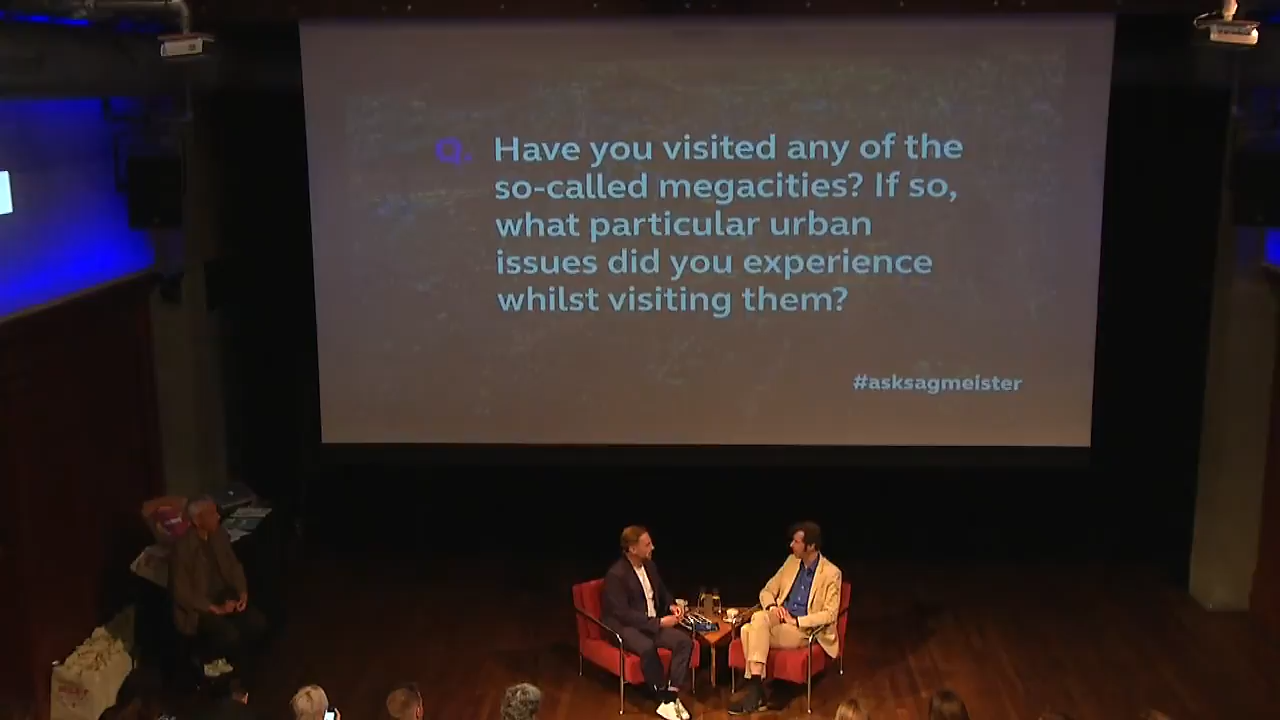 Q. Have you visited any of the
so-called megacities? If so,
what particular urban
issues did you experience
whilst visiting them?
#asksagmeister